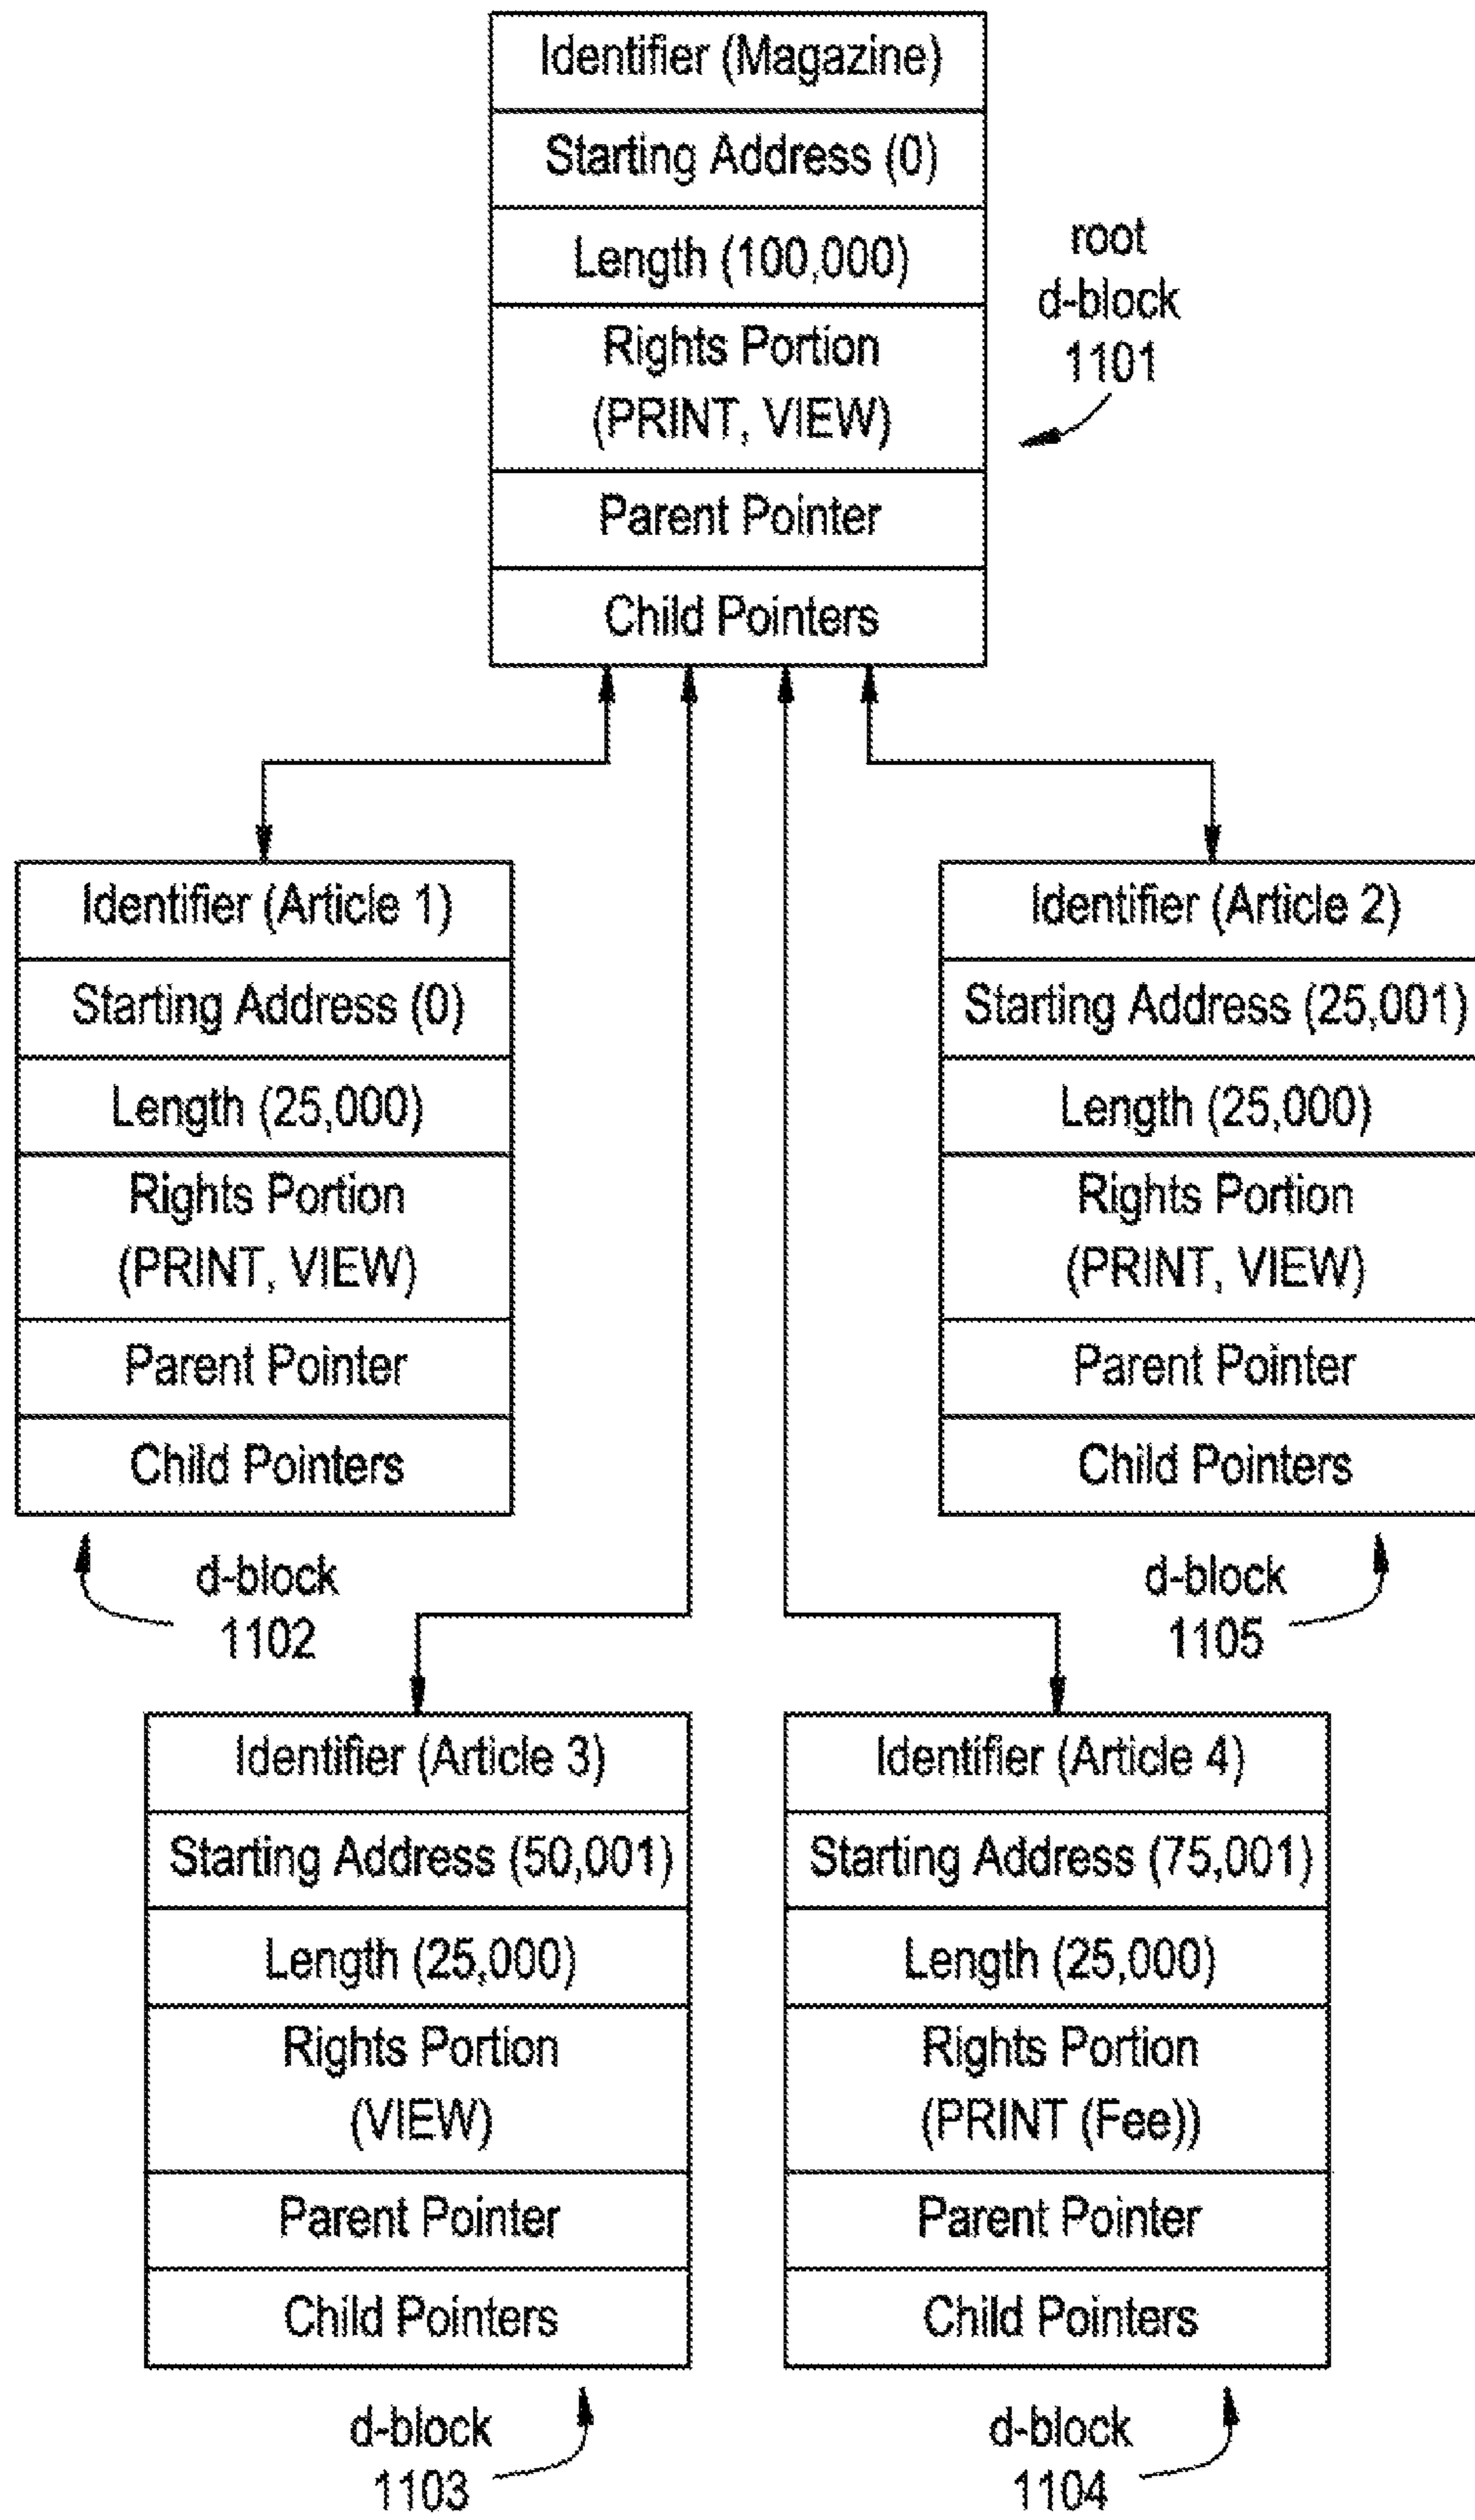 Identifier (Magazine)
Starting Address (0)
Length (100,000)
Rights Portion
(PRINT, VIEW)
Parent Pointer
Child Pointers
root
d-block
1101
Identifier (Article 1)
Starting Address (0)
Length (25,000)
Rights Portion
(PRINT, VIEW)
Parent Pointer
Child Pointers
d-block
1102
Identifier (Article 2)
Starting Address (25,001)
Length (25,000)
Rights Portion
(PRINT, VIEW)
Parent Pointer
Child Pointers
d-block
1105
Identifier (Article 3)
Starting Address (50,001)
Length (25,000)
Rights Portion
(VIEW)
Parent Pointer
Child Pointers
d-block
1103
Identifier (Article 4)
Starting Address (75,001)
Length (25,000)
Rights Portion
(PRINT (Fee))
Parent Pointer
Child Pointers
d-block
1104